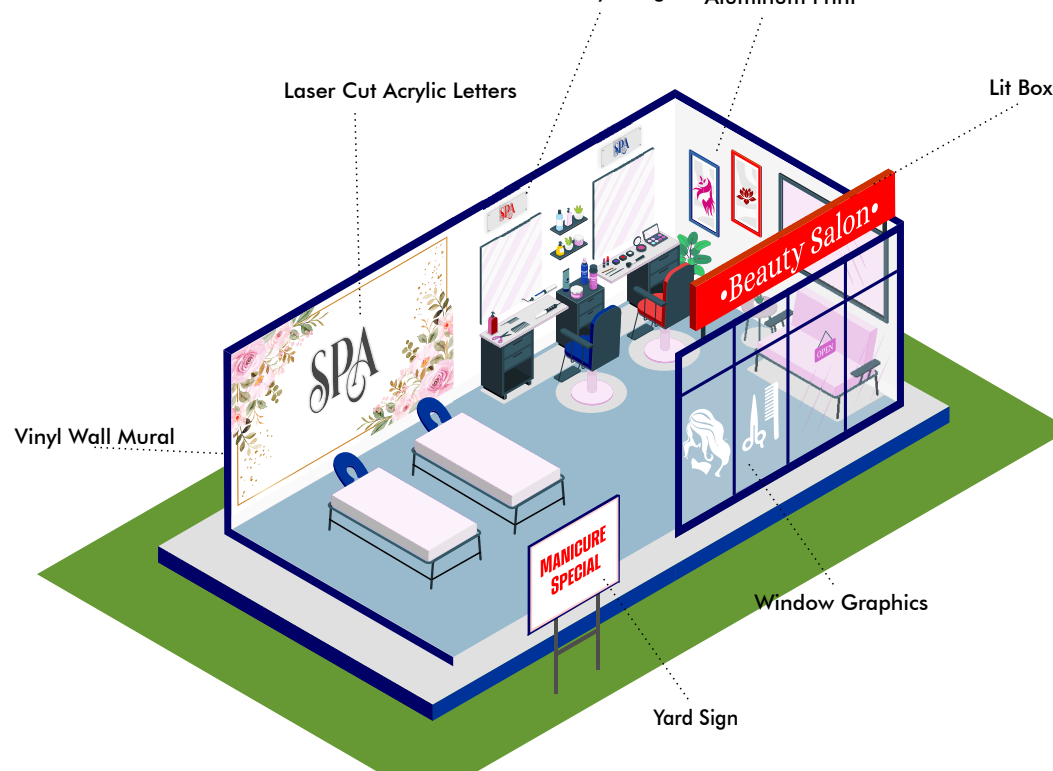 Aluminum Print
Laser Cut Acrylic Letters
Lit Box
SPA
SPA
•Beauty Salon•
SPA
OPEN
Vinyl Wall Mural
MANICURE
SPECIAL
Window Graphics
Yard Sign